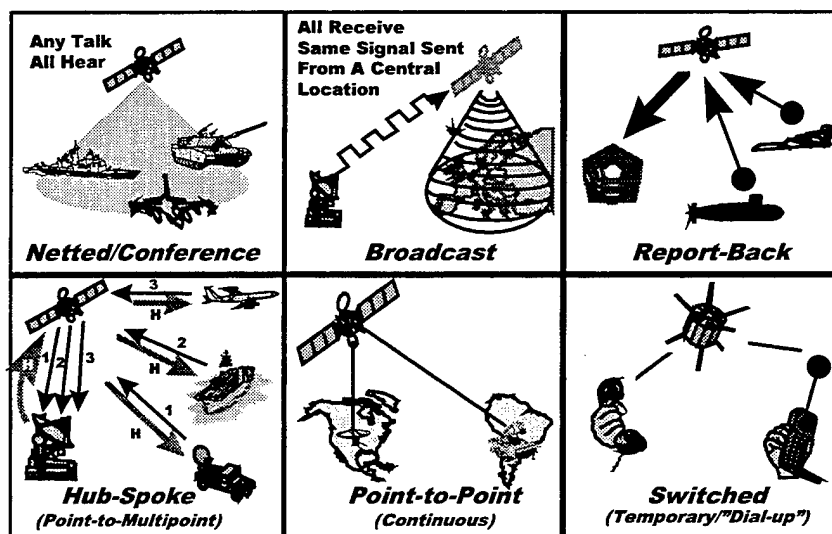 Any Talk
All Hear
Netted/Conference
All Receive
Same Signal Sent
From A Central
Location
Broadcast
Report-Back
3
H
2
H
1
H
H
1
2
3
Hub-Spoke
(Point-to-Multipoint)
Point-to-Point
(Continuous)
Switched
(Temporary/"Dial-up")